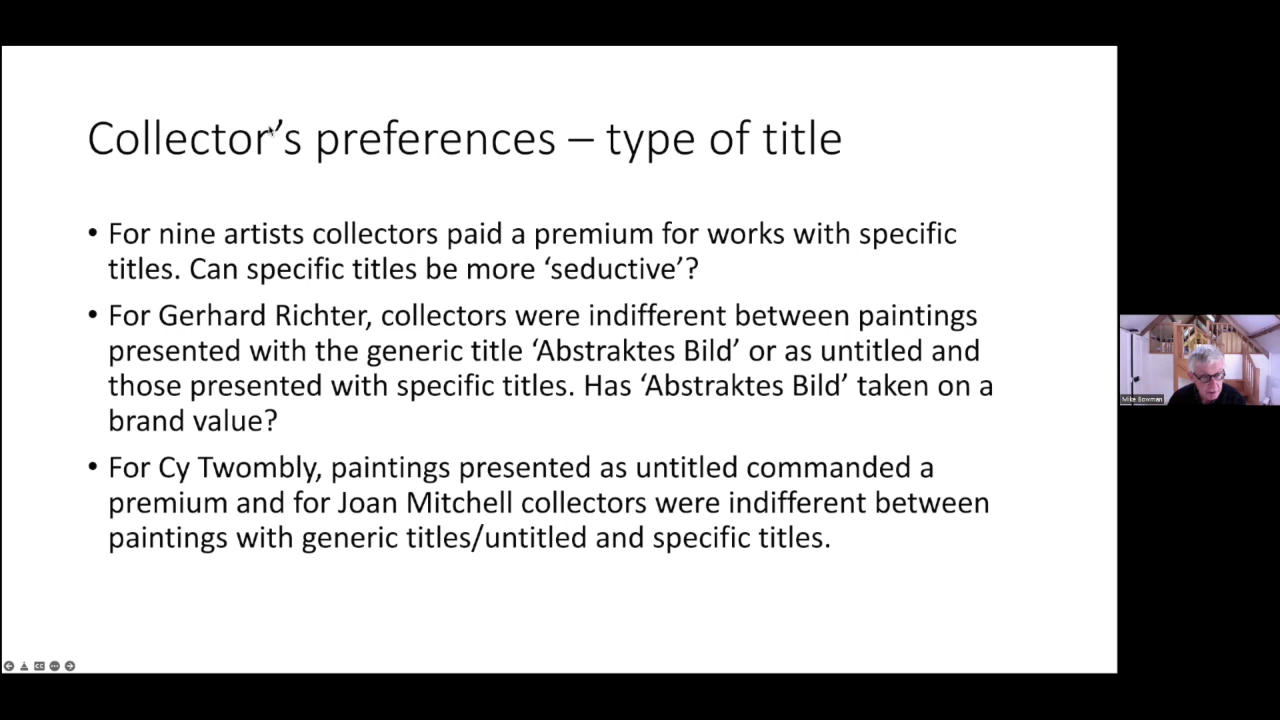 Collector's preferences – type of title
• For nine artists collectors paid a premium for works with specific
titles. Can specific titles be more ‘seductive’?
• For Gerhard Richter, collectors were indifferent between paintings
presented with the generic title ‘Abstraktes Bild’ or as untitled and
those presented with specific titles. Has ‘Abstraktes Bild’ taken on a
brand value?
• For Cy Twombly, paintings presented as untitled commanded a
premium and for Joan Mitchell collectors were indifferent between
paintings with generic titles/untitled and specific titles.
Mike Bowman